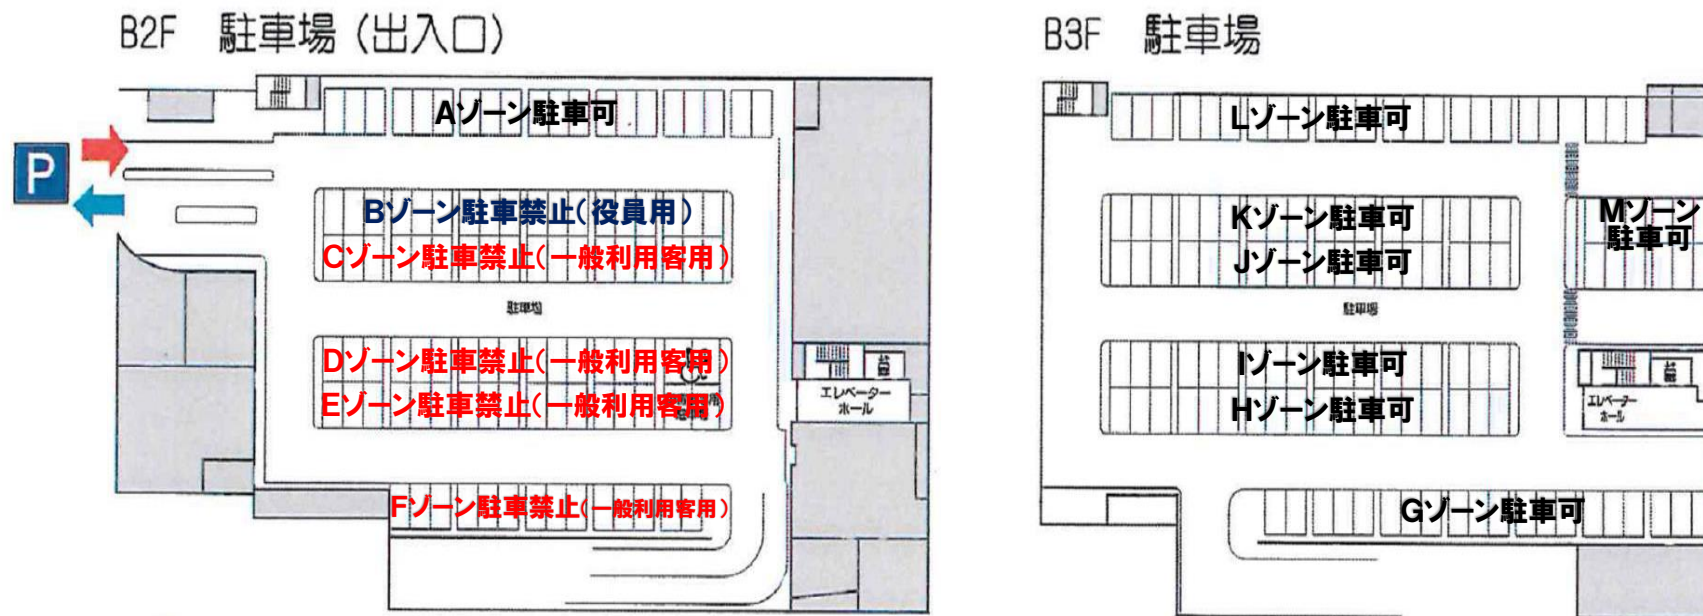 B2F 駐車場（出入口）
P
Aゾーン駐車可
Bゾーン駐車禁止(役員用)
Cゾーン駐車禁止(一般利用客用)
駐車場
Dゾーン駐車禁止(一般利用客用)
Eゾーン駐車禁止(一般利用客用)
エレベーター
ホール
Fゾーン駐車禁止(一般利用客用)
B3F 駐車場
Lゾーン駐車可
Kゾーン駐車可
Jゾーン駐車可
Mゾーン
駐車可
駐車場
Iゾーン駐車可
Hゾーン駐車可
エレベーター
ホール
Gゾーン駐車可